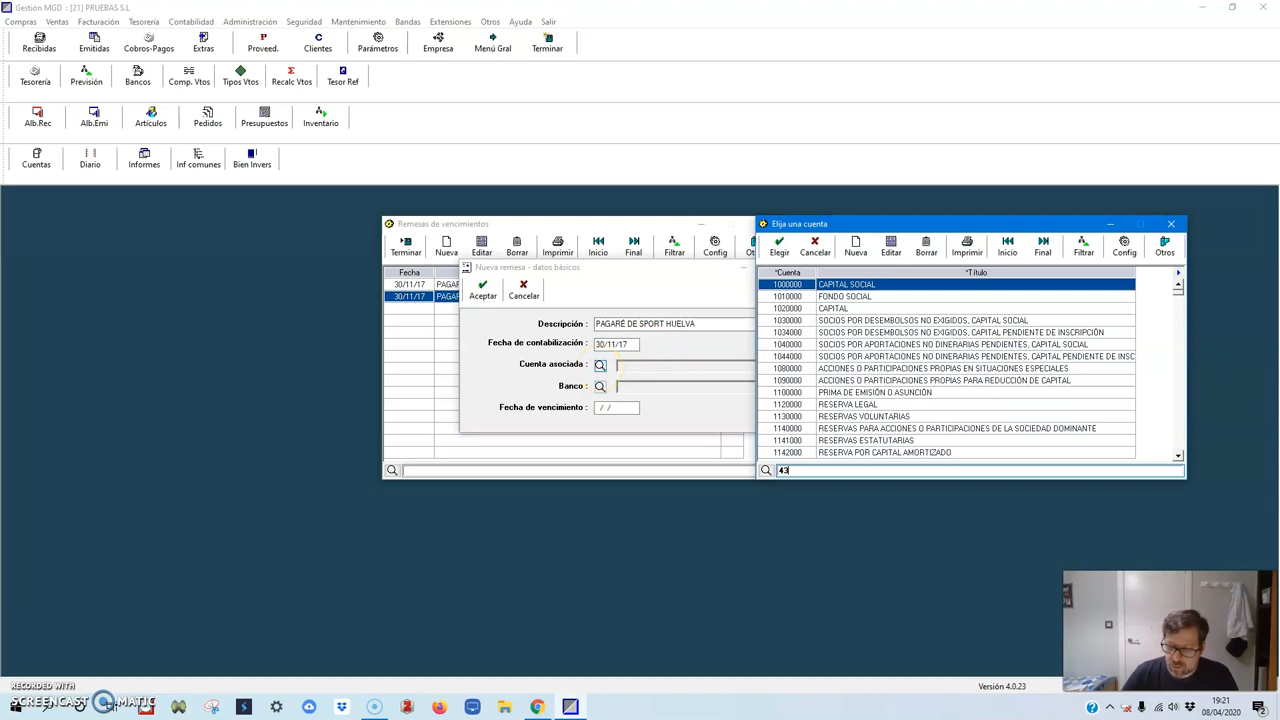 Gestión MGD : [21] PRUEBAS S.L
Compras Ventas Facturación Tesorería Contabilidad Administración Seguridad Mantenimiento Bandas Extensiones Otros Ayuda Salir
Recibidas Emitidas Cobros-Pagos Extras Proveed. Clientes Parámetros Empresa Menú Gral Terminar
Tesorería Previsión Bancos Comp. Vtos Tipos Vtos Recalc Vtos Tesor Ref
Alb.Rec Alb.Emi Artículos Pedidos Presupuestos Inventario
Cuentas Diario Informes Inf comunes Bien Invers
Remesas de vencimientos
Terminar Nueva Editar Borrar Imprimir Inicio Final Filtrar Config
Fecha
30/11/17 PAGAR
30/11/17 PAGAR
Nueva remesa - datos básicos
Aceptar Cancelar
Descripción : PAGARÉ DE SPORT HUELVA
Fecha de contabilización : 30/11/17
Cuenta asociada :
Banco :
Fecha de vencimiento : / /
Elija una cuenta
Elegir Cancelar Nueva Editar Borrar Imprimir Inicio Final Filtrar Config Otros
*Cuenta *Título
1000000 CAPITAL SOCIAL
1010000 FONDO SOCIAL
1020000 CAPITAL
1030000 SOCIOS POR DESEMBOLSOS NO EXIGIDOS, CAPITAL SOCIAL
1034000 SOCIOS POR DESEMBOLSOS NO EXIGIDOS, CAPITAL PENDIENTE DE INSCRIPCIÓN
1040000 SOCIOS POR APORTACIONES NO DINERARIAS PENDIENTES, CAPITAL SOCIAL
1044000 SOCIOS POR APORTACIONES NO DINERARIAS PENDIENTES, CAPITAL PENDIENTE DE INSC
1080000 ACCIONES O PARTICIPACIONES PROPIAS EN SITUACIONES ESPECIALES
1090000 ACCIONES O PARTICIPACIONES PROPIAS PARA REDUCCIÓN DE CAPITAL
1100000 PRIMA DE EMISIÓN O ASUNCIÓN
1120000 RESERVA LEGAL
1130000 RESERVAS VOLUNTARIAS
1140000 RESERVAS PARA ACCIONES O PARTICIPACIONES DE LA SOCIEDAD DOMINANTE
1141000 RESERVAS ESTATUTARIAS
1142000 RESERVA POR CAPITAL AMORTIZADO
43
Versión 4.0.23
RECORDED WITH
SCREENCAST MATIC
19:21
08/04/2020
2